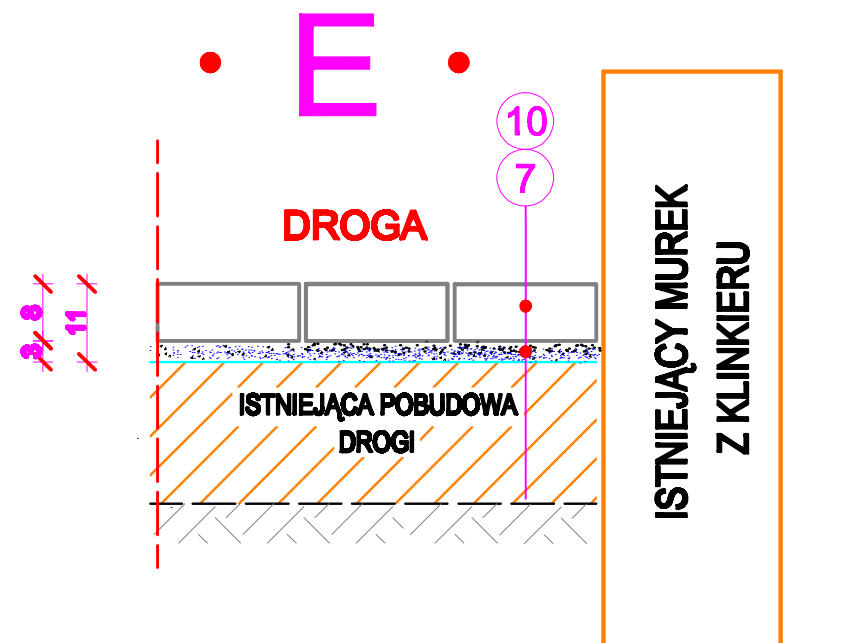 E
10
7
DROGA
8
3
11
ISTNIEJĄCA POBUDOWA
DROGI
ISTNIEJĄCY MUREK
Z KLINKIERU